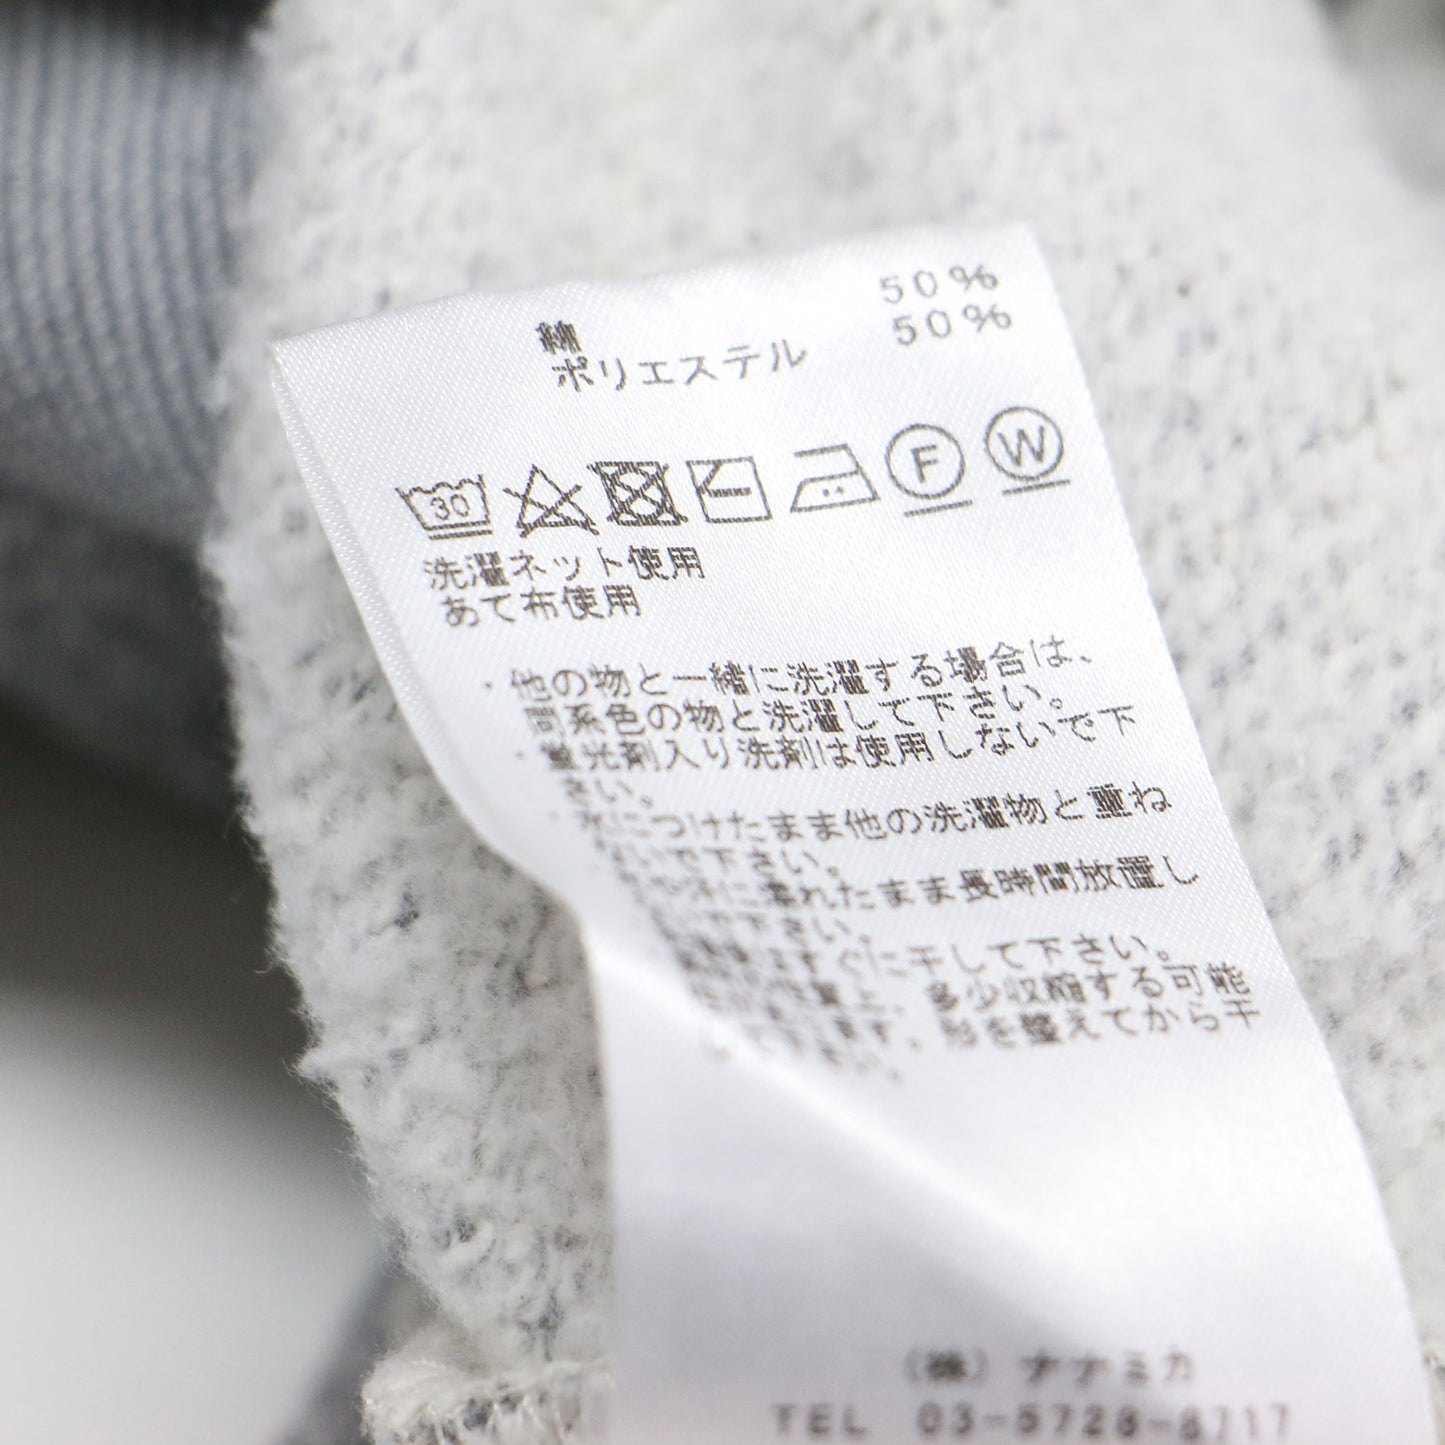 綿 50%
ポリエステル 50%
30 F W
洗濯ネット使用
あて布使用
・他の物と一緒に洗濯する場合は、
同系色の物と洗濯して下さい。
・蛍光剤入り洗剤は使用しないで下
さい。
・水につけたまま他の洗濯物と重ね
ないで下さい。
濡れたまま長時間放置し
下さい。
すぐに干して下さい。
多少収縮する可能
ます。形を整えてから干
(株) ナナミカ
TEL 03-5728-6717